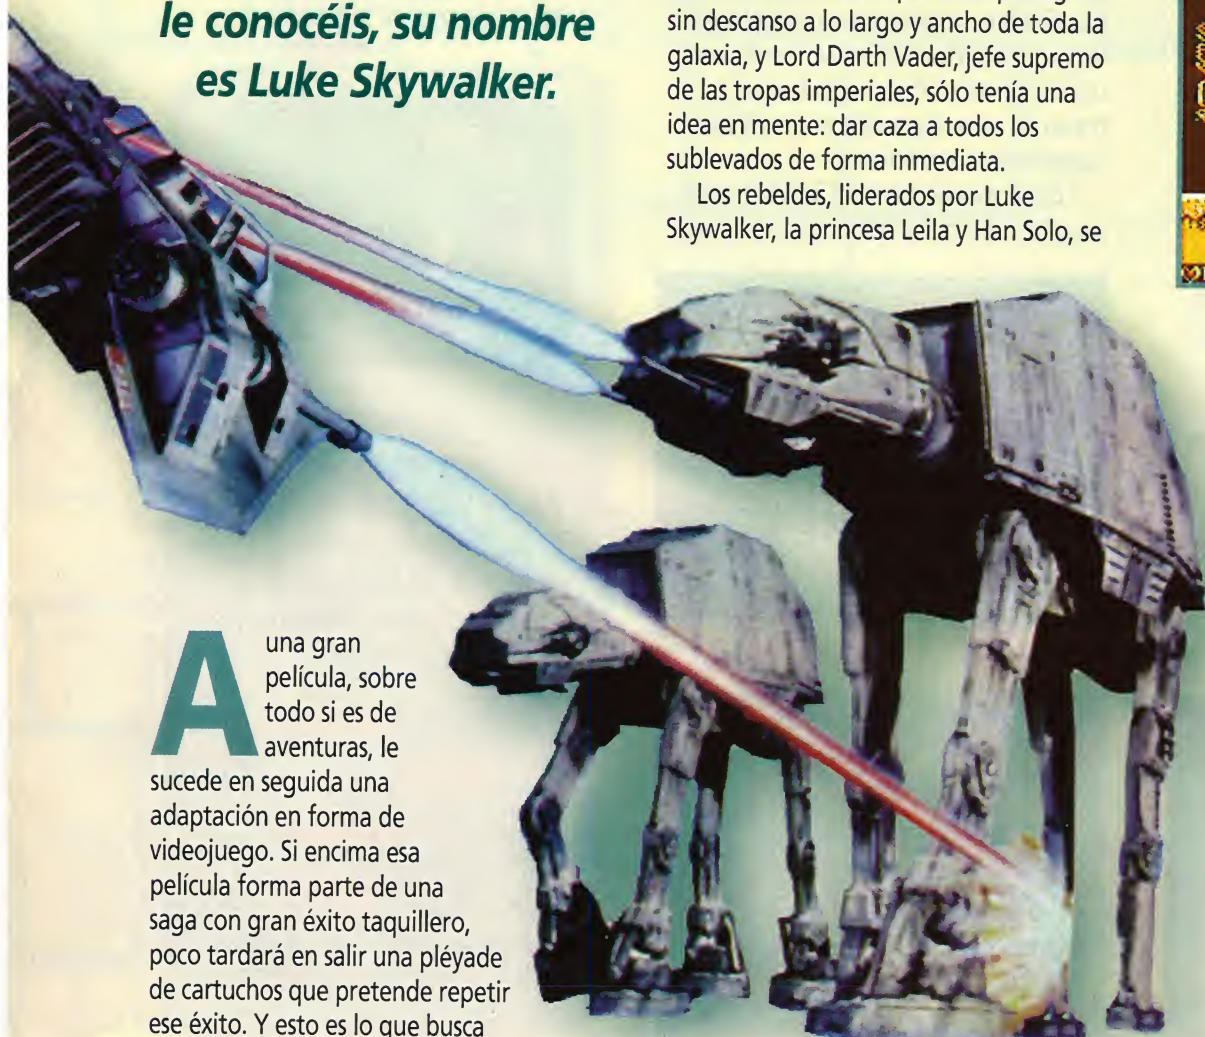 le conocéis, su nombre
es Luke Skywalker.
A una gran
película, sobre
todo si es de
aventuras, le
sucede en seguida una
adaptación en forma de
videojuego. Si encima esa
película forma parte de una
saga con gran éxito taquillero,
poco tardará en salir una pléyade
de cartuchos que pretende repetir
ese éxito. Y esto es lo que busca
sin descanso a lo largo y ancho de toda la
galaxia, y Lord Darth Vader, jefe supremo
de las tropas imperiales, sólo tenía una
idea en mente: dar caza a todos los
sublevados de forma inmediata.
Los rebeldes, liderados por Luke
Skywalker, la princesa Leila y Han Solo, se